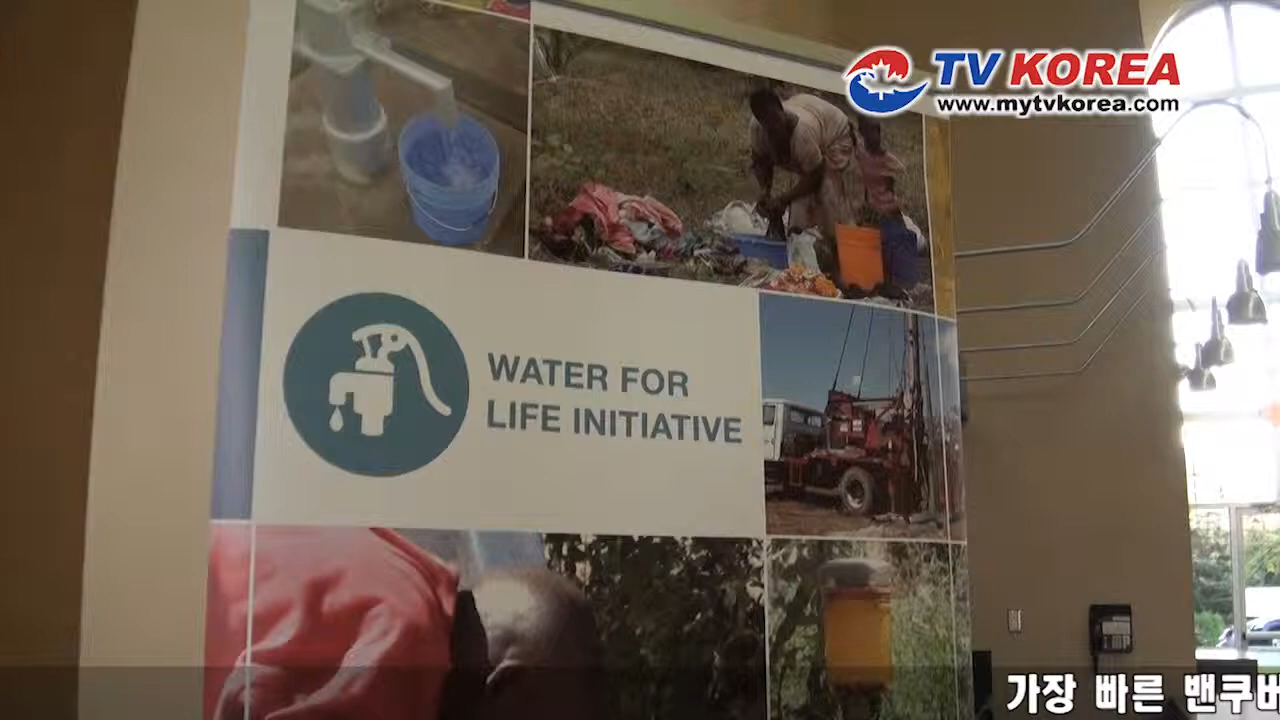 TV KOREA
www.mytvkorea.com
WATER FOR
LIFE INITIATIVE
가장 빠른 밴쿠버